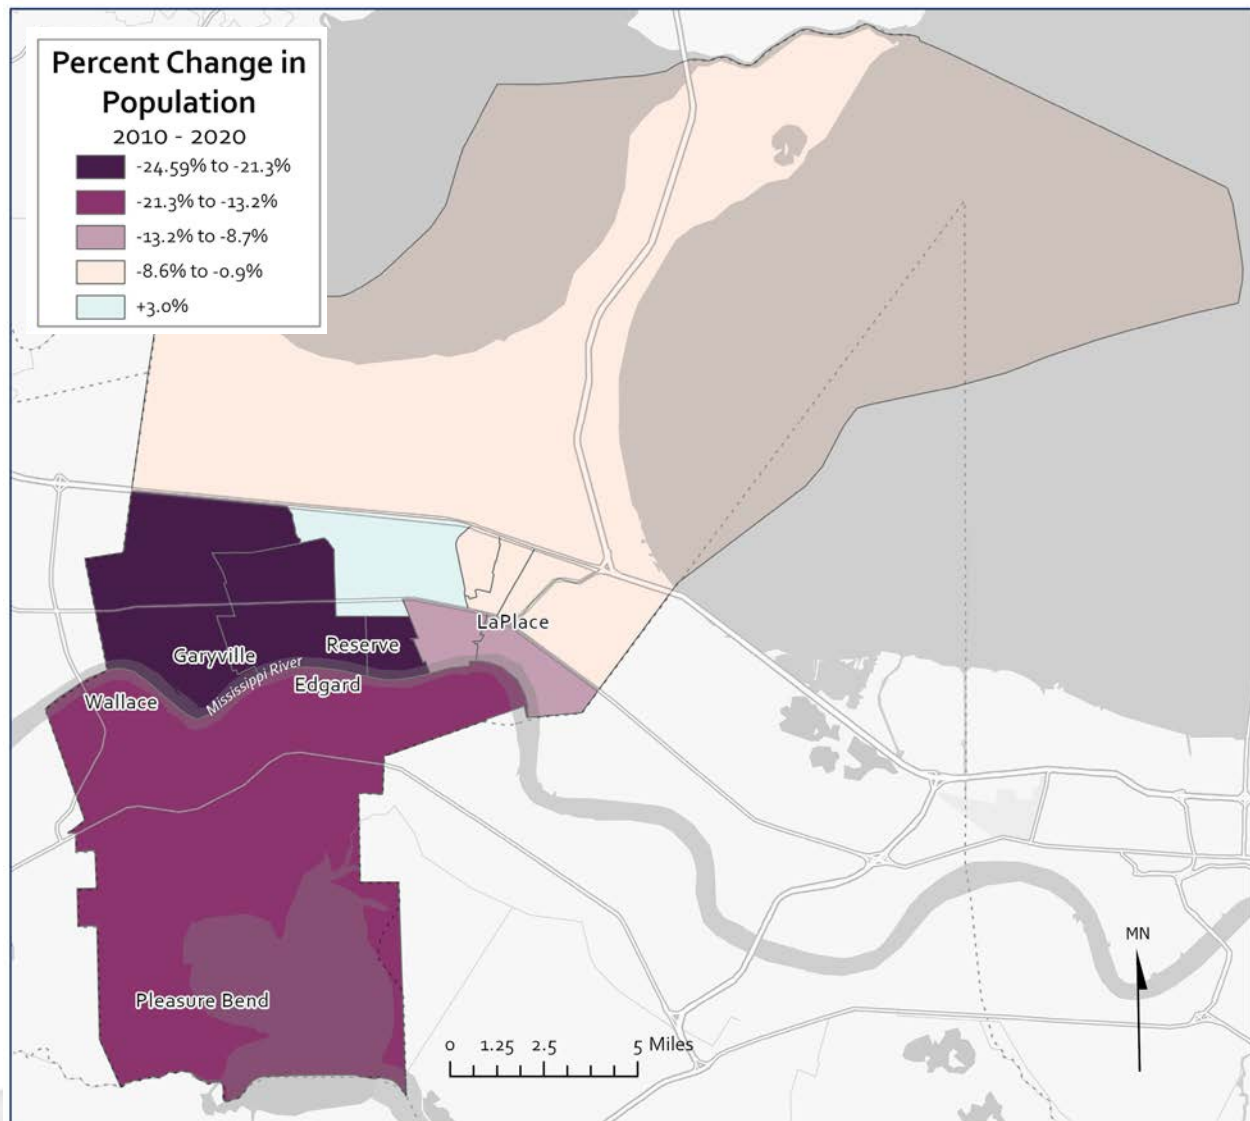 Percent Change in
Population
2010 - 2020
-24.59% to -21.3%
-21.3% to -13.2%
-13.2% to -8.7%
-8.6% to -0.9%
+3.0%
LaPlace
Reserve
Garyville
Mississippi River
Edgard
Wallace
MN
Pleasure Bend
0 1.25 2.5 5 Miles